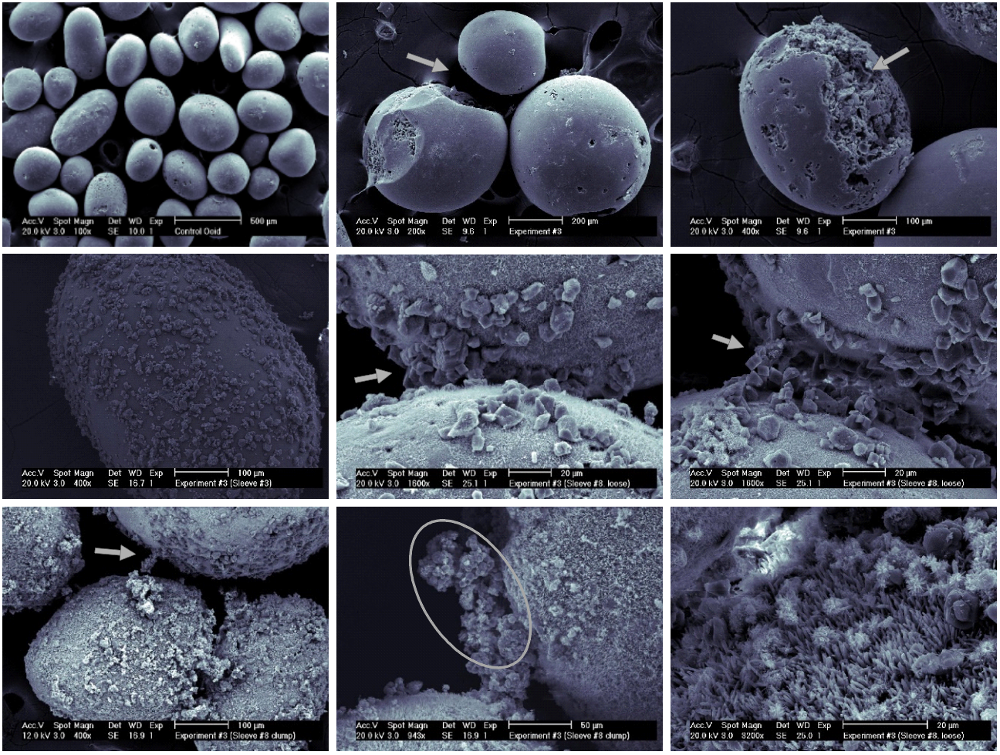 Acc.V Spot Magn Det WD Exp 500 µm
20.0 kV 3.0 100x SE 10.0 1 Control Ooid
Acc.V Spot Magn Det WD Exp 200 µm
20.0 kV 3.0 200x SE 9.6 1 Experiment #3
Acc.V Spot Magn Det WD Exp 100 µm
20.0 kV 3.0 400x SE 9.6 1 Experiment #3
Acc.V Spot Magn Det WD Exp 100 µm
20.0 kV 3.0 400x SE 16.7 1 Experiment #3 (Sleeve #3)
Acc.V Spot Magn Det WD Exp 20 µm
20.0 kV 3.0 1600x SE 25.1 1 Experiment #3 (Sleeve #8, loose)
Acc.V Spot Magn Det WD Exp 20 µm
20.0 kV 3.0 1600x SE 25.1 1 Experiment #3 (Sleeve #8, loose)
Acc.V Spot Magn Det WD Exp 100 µm
12.0 kV 3.0 400x SE 16.9 1 Experiment #3 (Sleeve #8 clump)
Acc.V Spot Magn Det WD Exp 50 µm
20.0 kV 3.0 943x SE 16.9 1 Experiment #3 (Sleeve #8 clump)
Acc.V Spot Magn Det WD Exp 20 µm
20.0 kV 3.0 3200x SE 25.0 1 Experiment #3 (Sleeve #8, loose)